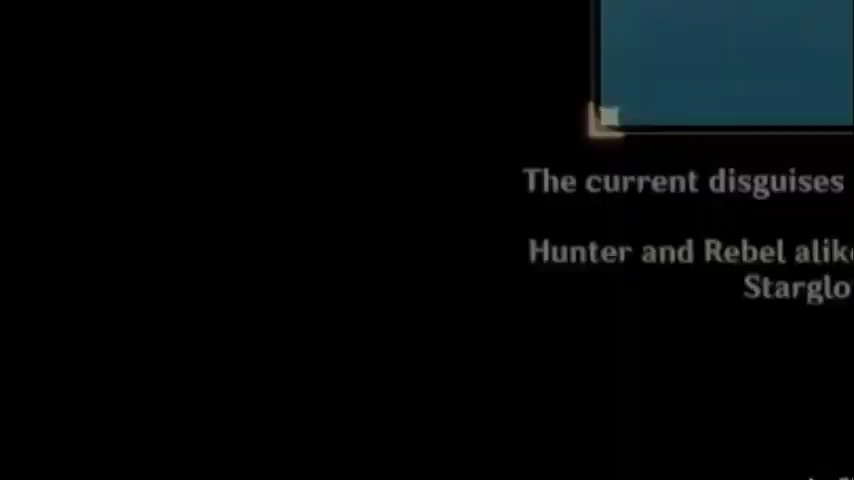 The current disguises
Hunter and Rebel alike
Starglo